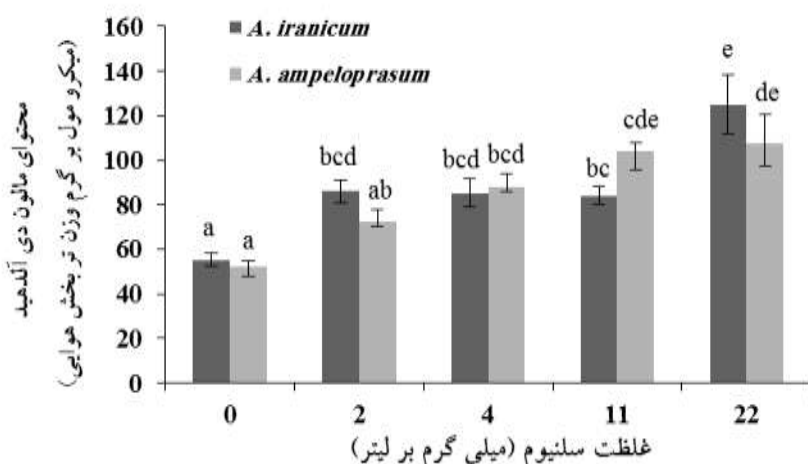 محتوای مالون دی آلدهید
(میکرو مول بر گرم وزن تر بخش هوایی)
160
140
120
100
80
60
40
20
0
A. iranicum
A. ampeloprasum
a
a
bcd
ab
bcd
bcd
bc
cde
e
de
0
2
4
11
22
غلظت سلنیوم (میلی گرم بر لیتر)